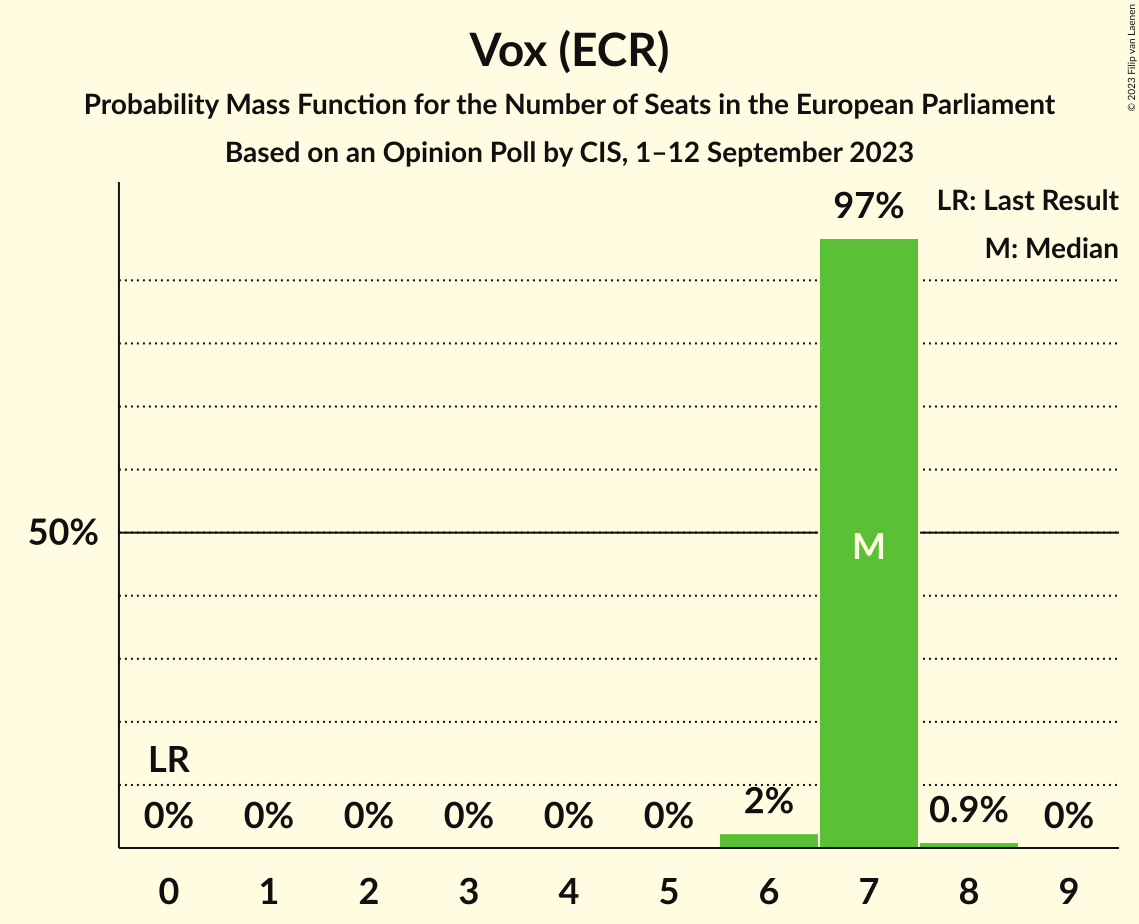 Vox (ECR)
Probability Mass Function for the Number of Seats in the European Parliament
Based on an Opinion Poll by CIS, 1–12 September 2023
© 2023 Filip van Laenen
LR: Last Result
M: Median
97%
50%
M
LR
0% 0% 0% 0% 0% 0% 2% 0.9% 0%
0 1 2 3 4 5 6 7 8 9